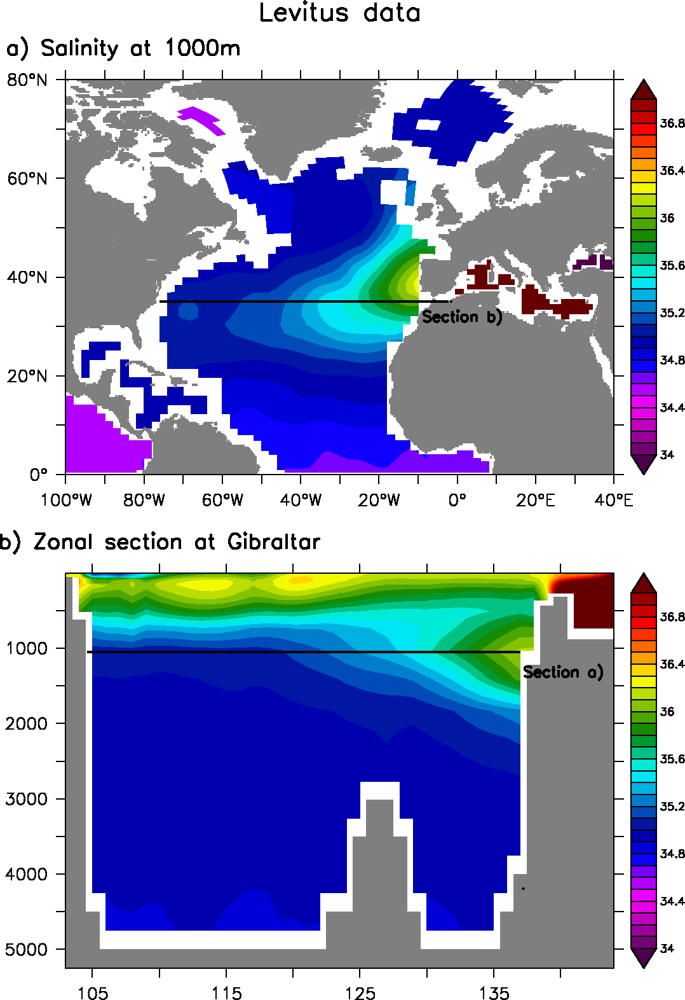 Levitus data
a) Salinity at 1000m
80°N
60°N
40°N
20°N
0°
100°W 80°W 60°W 40°W 20°W 0° 20°E 40°E
Section b)
36.8
36.4
36
35.6
35.2
34.8
34.4
34
b) Zonal section at Gibraltar
1000
2000
3000
4000
5000
105 115 125 135
Section a)
36.8
36.4
36
35.6
35.2
34.8
34.4
34